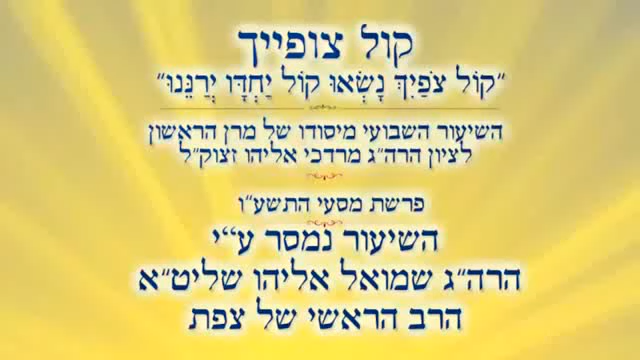 קול צופייך
"קוֹל צֹפַיִךְ נָשְׂאוּ קוֹל יַחְדָּו יְרַנֵּנוּ"
השיעור השבועי מיסודו של מרן הראשון
לציון הרה"ג מרדכי אליהו זצוק"ל
פרשת מסעי התשע"ו
השיעור נמסר ע"י
הרה"ג שמואל אליהו שליט"א
הרב הראשי של צפת